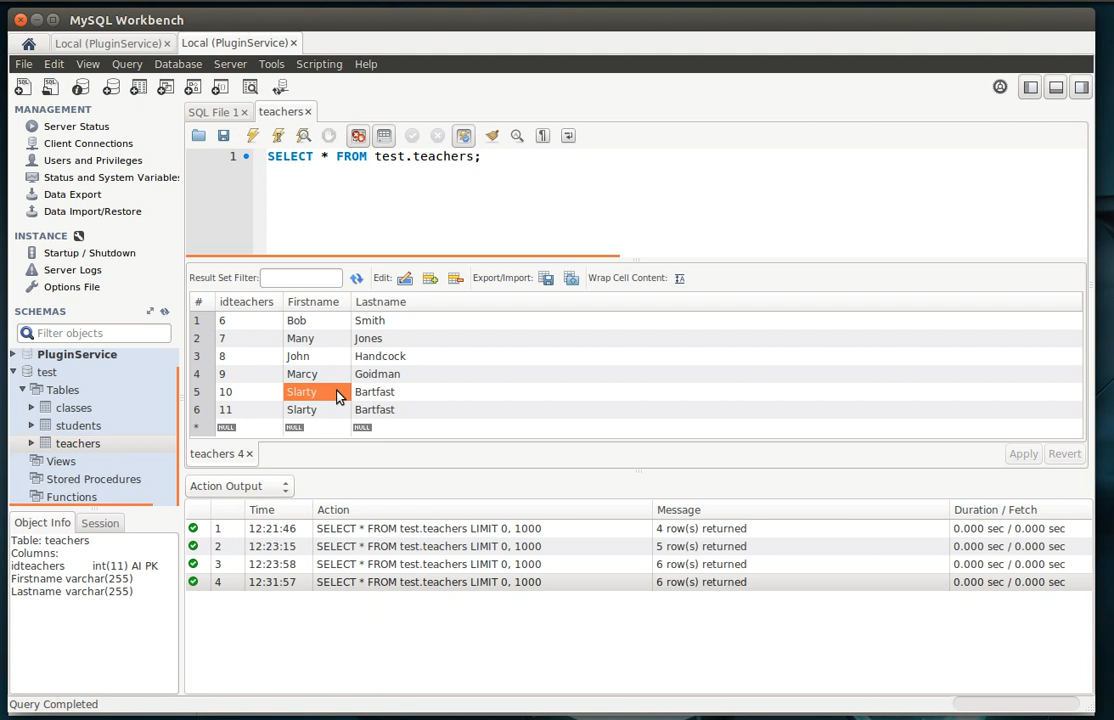 MySQL Workbench
Local (PluginService) × Local (PluginService) ×
File Edit View Query Database Server Tools Scripting Help
MANAGEMENT
Server Status
Client Connections
Users and Privileges
Status and System Variables
Data Export
Data Import/Restore
INSTANCE
Startup / Shutdown
Server Logs
Options File
SCHEMAS
Filter objects
PluginService
test
Tables
classes
students
teachers
Views
Stored Procedures
Functions
Object Info Session
Table: teachers
Columns:
idteachers int(11) AI PK
Firstname varchar(255)
Lastname varchar(255)
SQL File 1 × teachers ×
1 SELECT * FROM test.teachers;
Result Set Filter: Edit: Export/Import: Wrap Cell Content:
# idteachers Firstname Lastname
1 6 Bob Smith
2 7 Many Jones
3 8 John Handcock
4 9 Marcy Goidman
5 10 Slarty Bartfast
6 11 Slarty Bartfast
* NULL NULL NULL
teachers 4 × Apply Revert
Action Output
Time Action Message Duration / Fetch
1 12:21:46 SELECT * FROM test.teachers LIMIT 0, 1000 4 row(s) returned 0.000 sec / 0.000 sec
2 12:23:15 SELECT * FROM test.teachers LIMIT 0, 1000 5 row(s) returned 0.000 sec / 0.000 sec
3 12:23:58 SELECT * FROM test.teachers LIMIT 0, 1000 6 row(s) returned 0.000 sec / 0.000 sec
4 12:31:57 SELECT * FROM test.teachers LIMIT 0, 1000 6 row(s) returned 0.000 sec / 0.000 sec
Query Completed